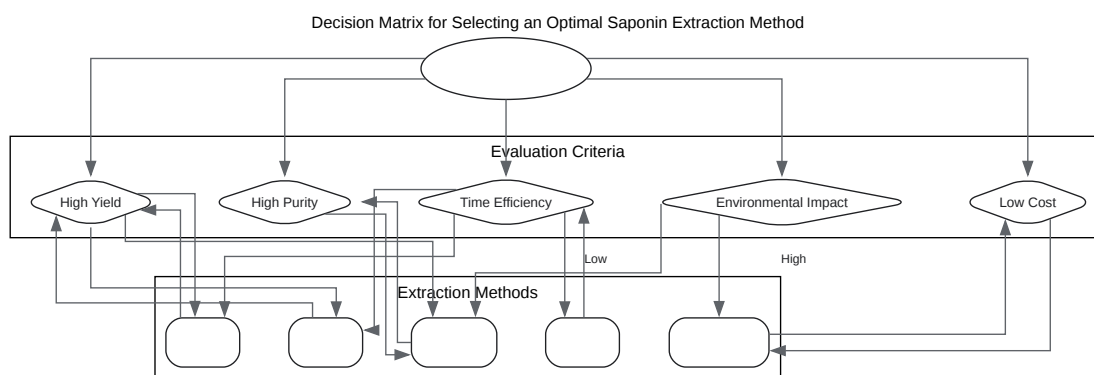 Decision Matrix for Selecting an Optimal Saponin Extraction Method
Evaluation Criteria
High Yield
High Purity
Time Efficiency
Environmental Impact
Low Cost
Low
High
Extraction Methods